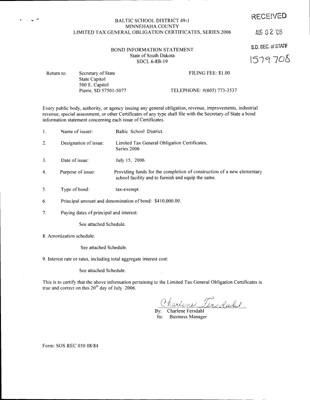 BALTIC SCHOOL DISTRICT 49-1
MINNEHAHA COUNTY
LIMITED TAX GENERAL OBLIGATION CERTIFICATES, SERIES 2006
RECEIVED
AUG 02 '06
S.D. SEC. OF STATE
1579708
BOND INFORMATION STATEMENT
State of South Dakota
SDCL 6-8B-19
Return to: Secretary of State FILING FEE: $1.00
State Capitol
500 E. Capitol
Pierre, SD 57501-5077 TELEPHONE: #(605) 773-3537
Every public body, authority, or agency issuing any general obligation, revenue, improvements, industrial
revenue, special assessment, or other Certificates of any type shall file with the Secretary of State a bond
information statement concerning each issue of Certificates.
1. Name of issuer: Baltic School District.
2. Designation of issue: Limited Tax General Obligation Certificates,
Series 2006
3. Date of issue: July 15, 2006
4. Purpose of issue: Providing funds for the completion of construction of a new elementary
school facility and to furnish and equip the same.
5. Type of bond: tax-exempt
6. Principal amount and denomination of bond: $410,000.00.
7. Paying dates of principal and interest:
See attached Schedule.
8. Amortization schedule:
See attached Schedule.
9. Interest rate or rates, including total aggregate interest cost:
See attached Schedule.
This is to certify that the above information pertaining to the Limited Tax General Obligation Certificates is
true and correct on this 20th day of July 2006.
Charlene Fersdahl
By: Charlene Fersdahl
Its: Business Manager
Form: SOS REC 050 08/84